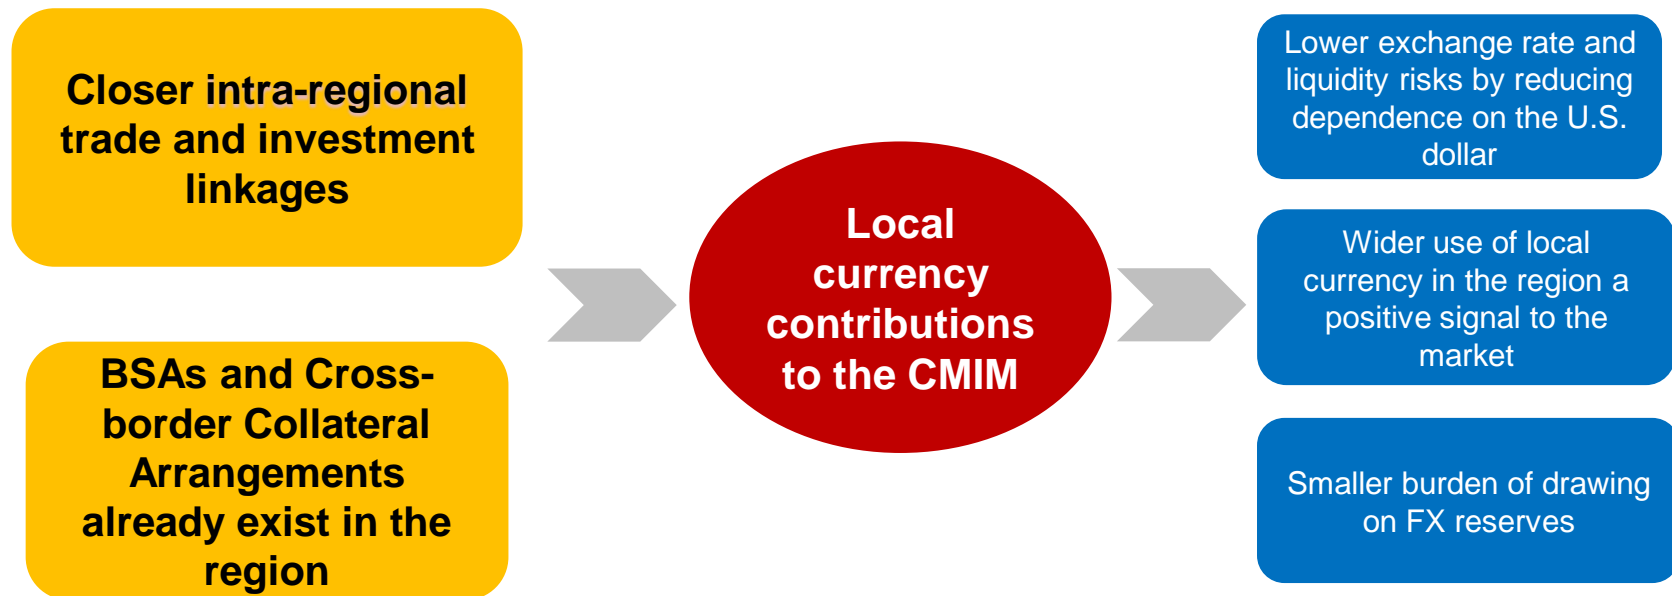 Closer intra-regional
trade and investment
linkages
BSAs and Cross-
border Collateral
Arrangements
already exist in the
region
Local
currency
contributions
to the CMIM
Lower exchange rate and
liquidity risks by reducing
dependence on the U.S.
dollar
Wider use of local
currency in the region a
positive signal to the
market
Smaller burden of drawing
on FX reserves